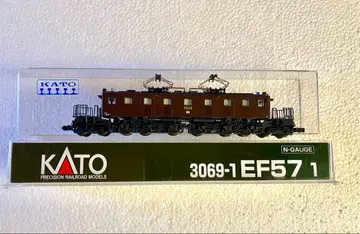 KATO
KATO
PRECISION RAILROAD MODELS
3069-1 EF57 1
N-GAUGE